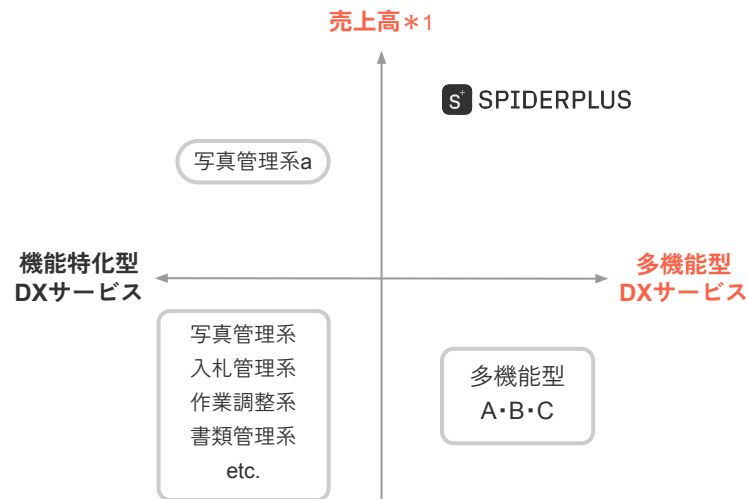 売上高＊1
S+ SPIDERPLUS
写真管理系a
機能特化型
DXサービス
多機能型
DXサービス
写真管理系
入札管理系
作業調整系
書類管理系
etc.
多機能型
A・B・C